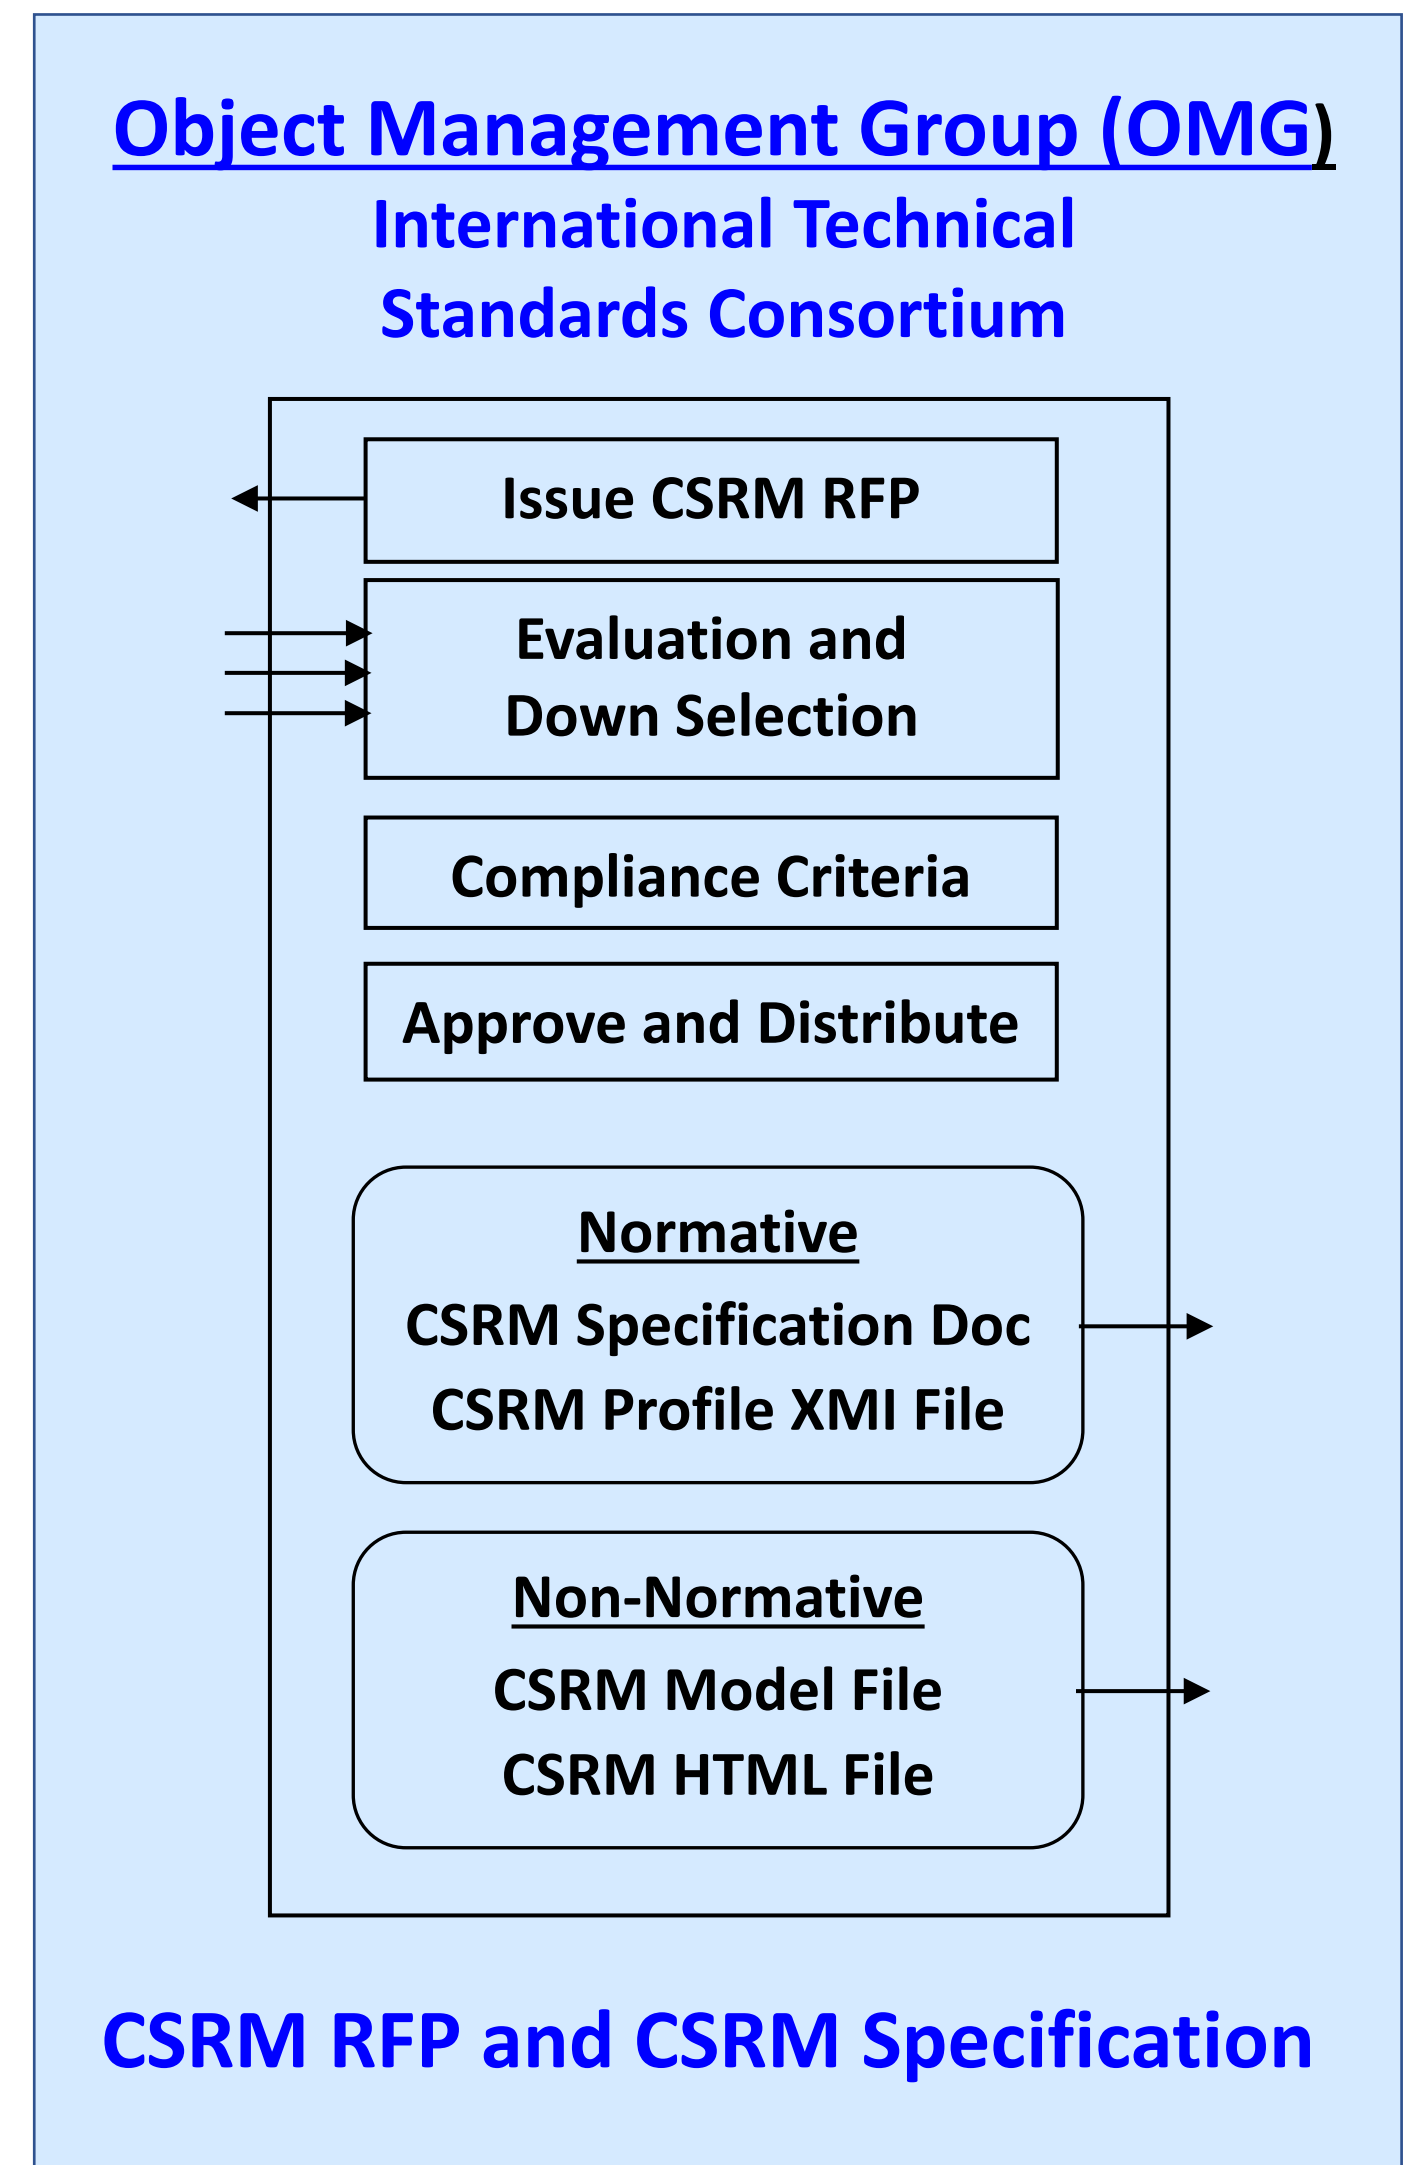 Object Management Group (OMG)
International Technical
Standards Consortium
Issue CSRM RFP
Evaluation and
Down Selection
Compliance Criteria
Approve and Distribute
Normative
CSRM Specification Doc
CSRM Profile XMI File
Non-Normative
CSRM Model File
CSRM HTML File
CSRM RFP and CSRM Specification